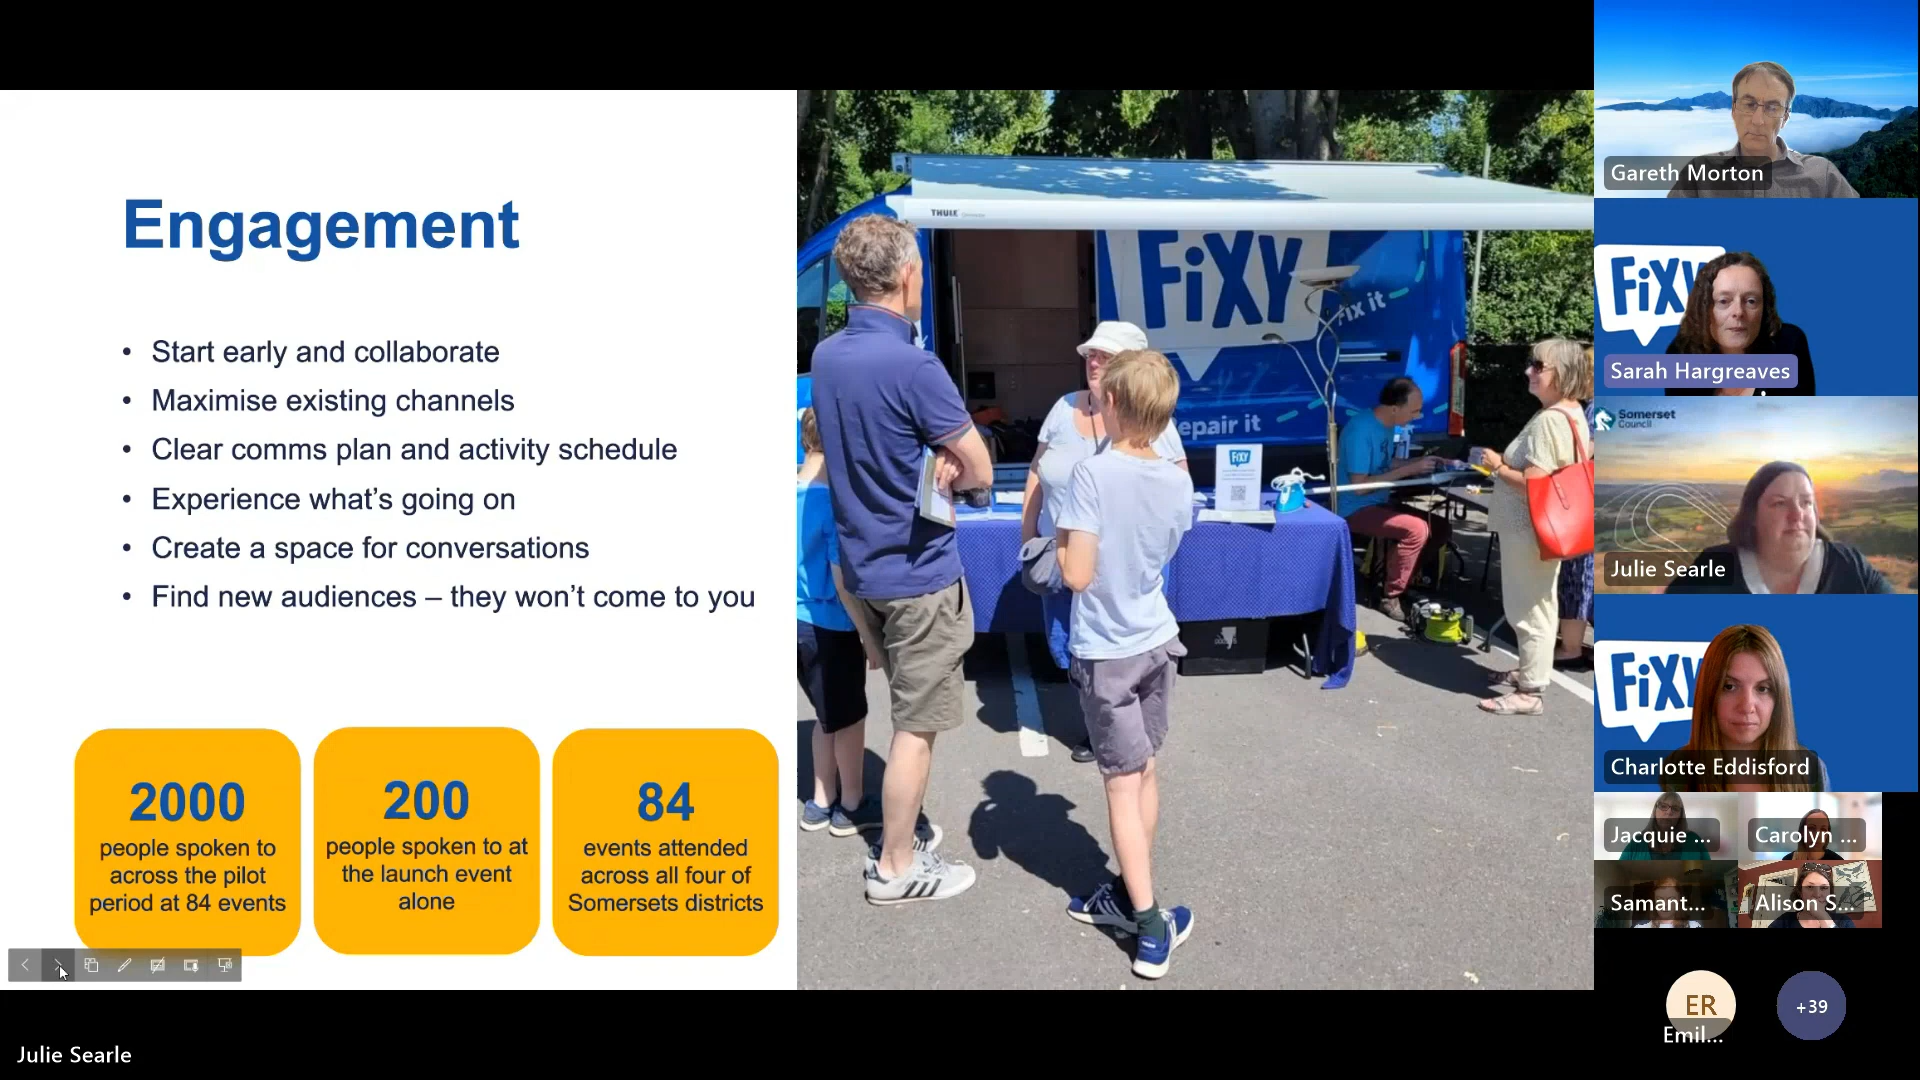 Engagement
• Start early and collaborate
• Maximise existing channels
• Clear comms plan and activity schedule
• Experience what's going on
• Create a space for conversations
• Find new audiences – they won't come to you
2000
people spoken to
across the pilot
period at 84 events
200
people spoken to at
the launch event
alone
84
events attended
across all four of
Somersets districts
THULE
FiXY
Fix it
epair it
FiXY
Gareth Morton
FiXY
Sarah Hargreaves
Somerset
Council
Julie Searle
FiXY
Charlotte Eddisford
Jacquie ...
Carolyn ...
Samant...
Alison S...
ER
Emil...
+39
Julie Searle